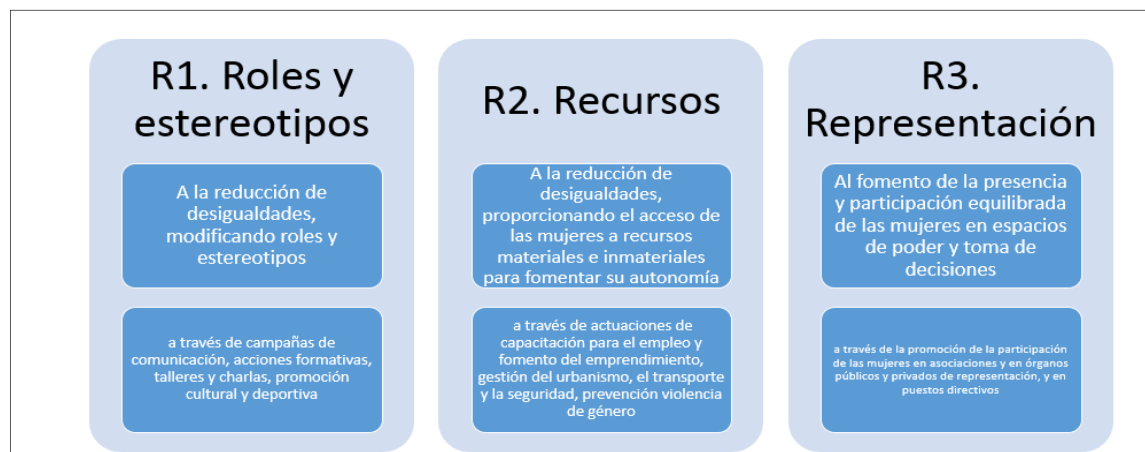 R1. Roles y
estereotipos
A la reducción de
desigualdades,
modificando roles y
estereotipos
a través de campañas de
comunicación, acciones formativas,
talleres y charlas, promoción
cultural y deportiva
R2. Recursos
A la reducción de
desigualdades,
proporcionando el acceso de
las mujeres a recursos
materiales e inmateriales
para fomentar su autonomía
a través de actuaciones de
capacitación para el empleo y
fomento del emprendimiento,
gestión del urbanismo, el transporte
y la seguridad, prevención violencia
de género
R3.
Representación
Al fomento de la presencia
y participación equilibrada
de las mujeres en espacios
de poder y toma de
decisiones
a través de la promoción de la participación
de las mujeres en asociaciones y en órganos
públicos y privados de representación, y en
puestos directivos